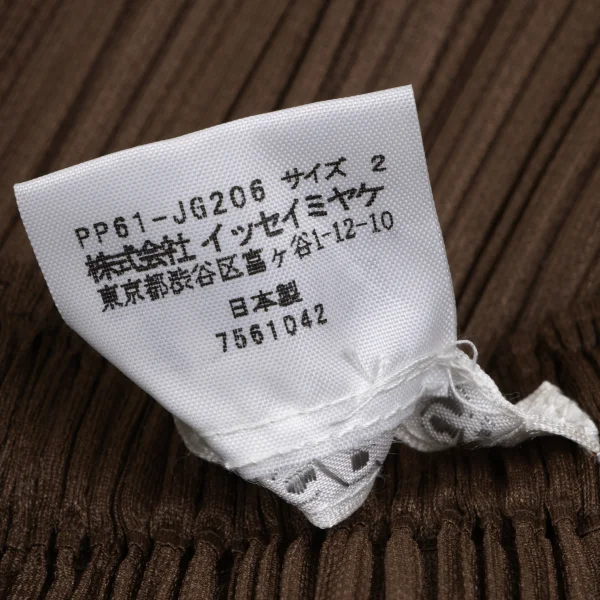 PP61-JG206 サイズ 2
株式会社 イッセイミヤケ
東京都渋谷区富ヶ谷1-12-10
日本製
7561042